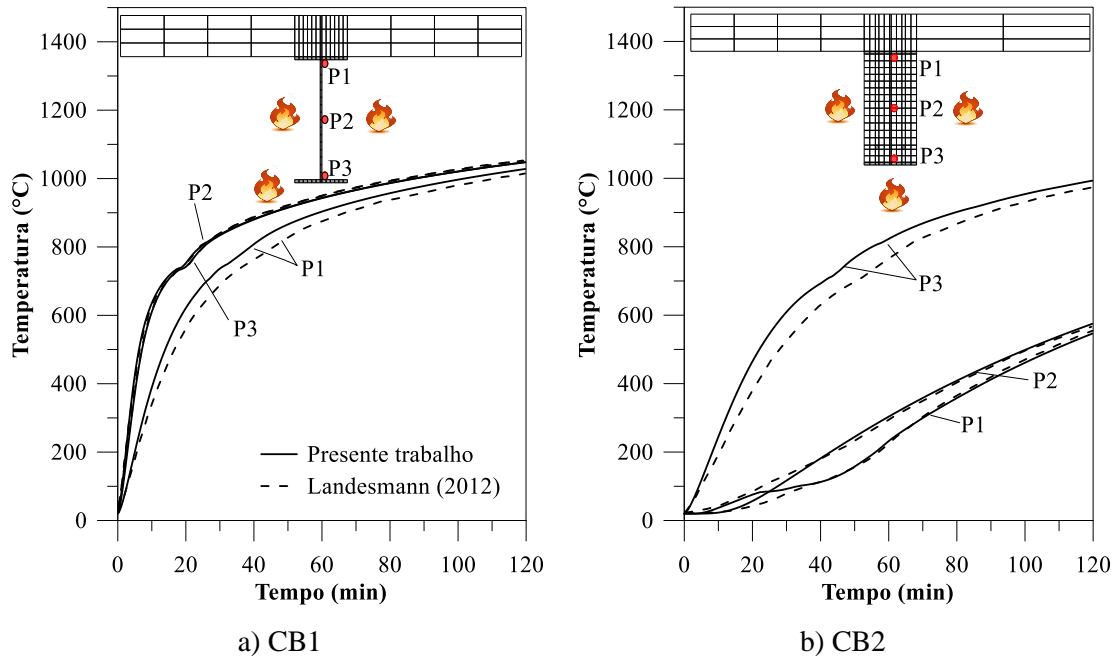 1400
1200
1000
800
600
400
200
0
Temperatura (°C)
P1
P2
P3
P2
P1
P3
Presente trabalho
Landesmann (2012)
0 20 40 60 80 100 120
Tempo (min)
a) CB1
1400
1200
1000
800
600
400
200
0
Temperatura (°C)
P1
P2
P3
P3
P2
P1
0 20 40 60 80 100 120
Tempo (min)
b) CB2